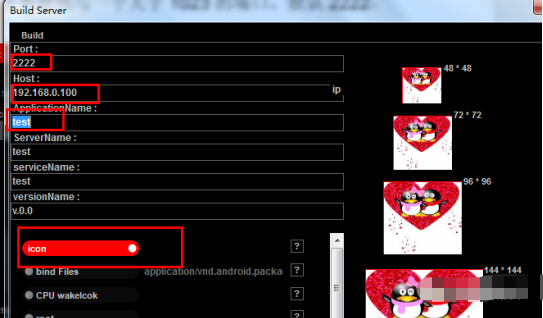 Build Server
Build
Port :
2222
Host :
192.168.0.100
ip
ApplicationName :
test
ServerName :
test
serviceName :
test
versionName :
v.0.0
icon
?
bind Files
application/vnd.android.packa
?
CPU wakelcok
?
48 * 48
72 * 72
96 * 96
144 * 144